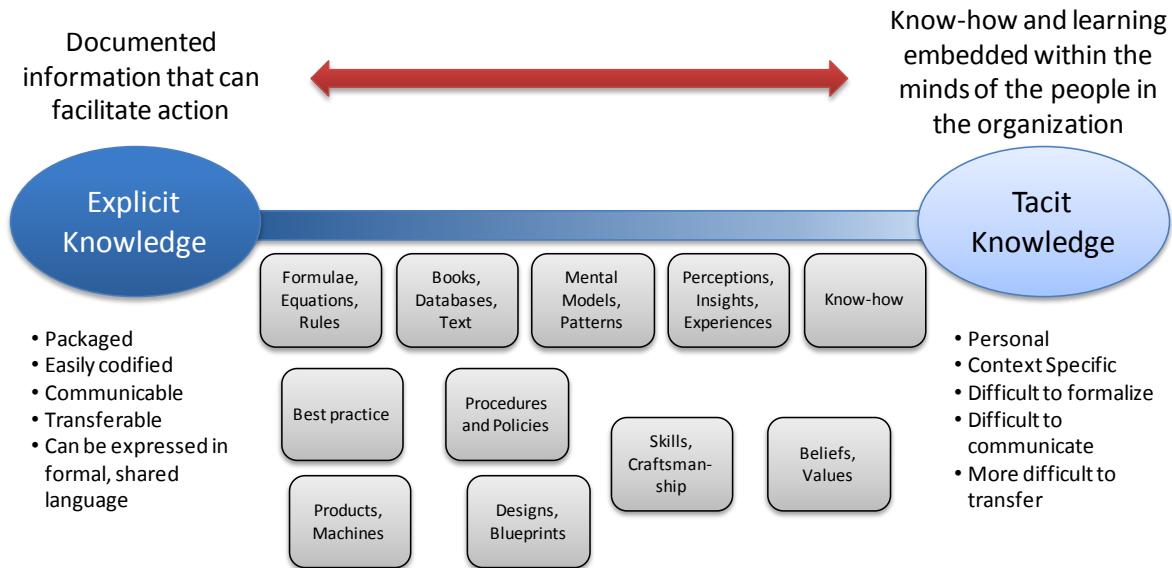 Documented
information that can
facilitate action
Know-how and learning
embedded within the
minds of the people in
the organization
Explicit
Knowledge
Tacit
Knowledge
Formulae,
Equations,
Rules
Books,
Databases,
Text
Mental
Models,
Patterns
Perceptions,
Insights,
Experiences
Know-how
• Packaged
• Easily codified
• Communicable
• Transferable
• Can be expressed in
formal, shared
language
Best practice
Procedures
and Policies
Skills,
Craftsman-
ship
Beliefs,
Values
Products,
Machines
Designs,
Blueprints
• Personal
• Context Specific
• Difficult to formalize
• Difficult to
communicate
• More difficult to
transfer